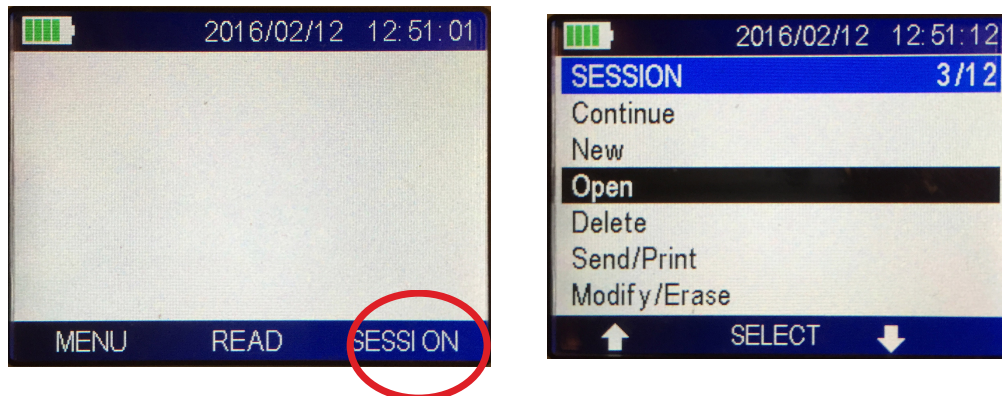 2016/02/12 12:51:01
MENU READ SESSION
2016/02/12 12:51:12
SESSION 3/12
Continue
New
Open
Delete
Send/Print
Modify/Erase
SELECT